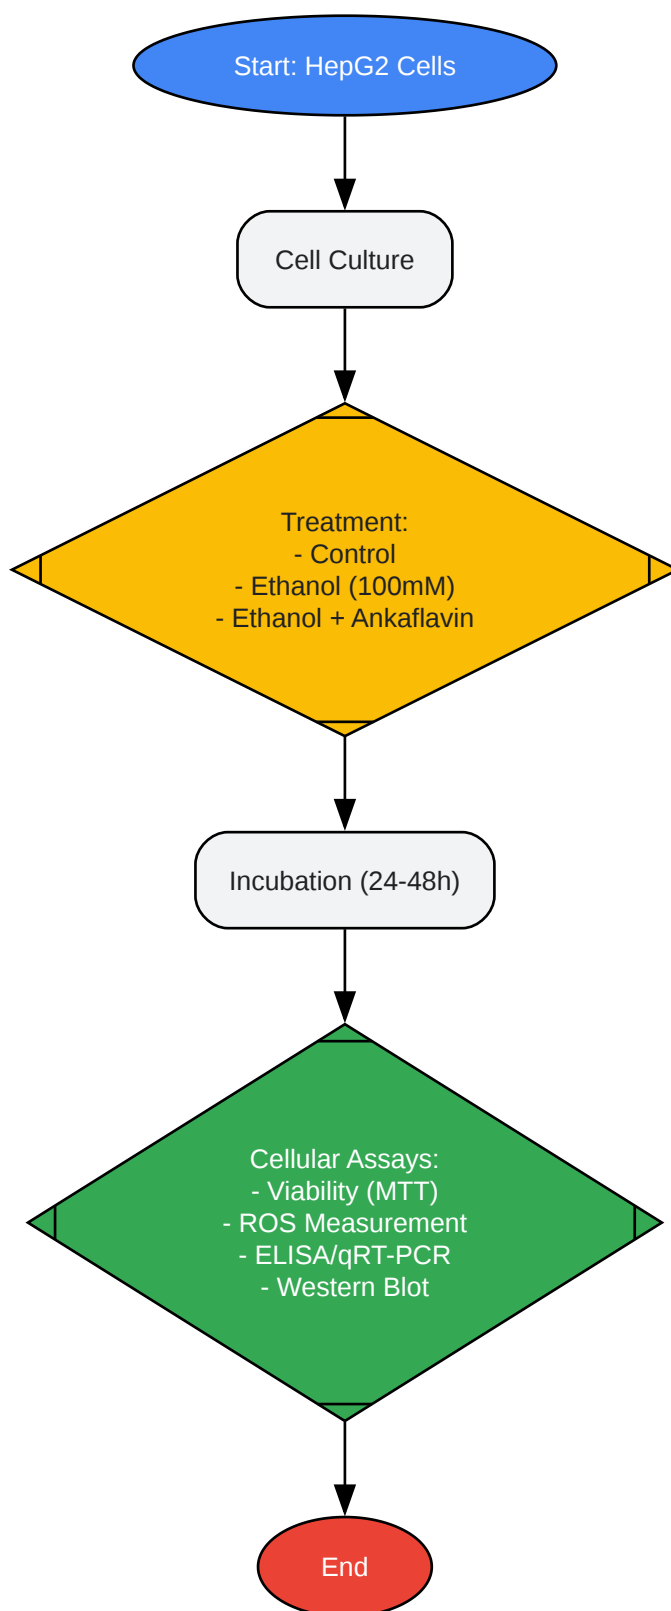 Start: HepG2 Cells
Cell Culture
Treatment:
- Control
- Ethanol (100mM)
- Ethanol + Ankaflavin
Incubation (24-48h)
Cellular Assays:
- Viability (MTT)
- ROS Measurement
- ELISA/qRT-PCR
- Western Blot
End